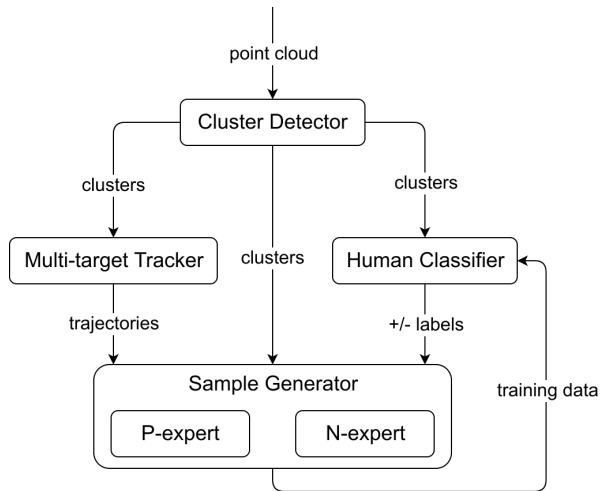 point cloud
Cluster Detector
clusters
clusters
Multi-target Tracker
clusters
Human Classifier
trajectories
+/- labels
Sample Generator
training data
P-expert
N-expert